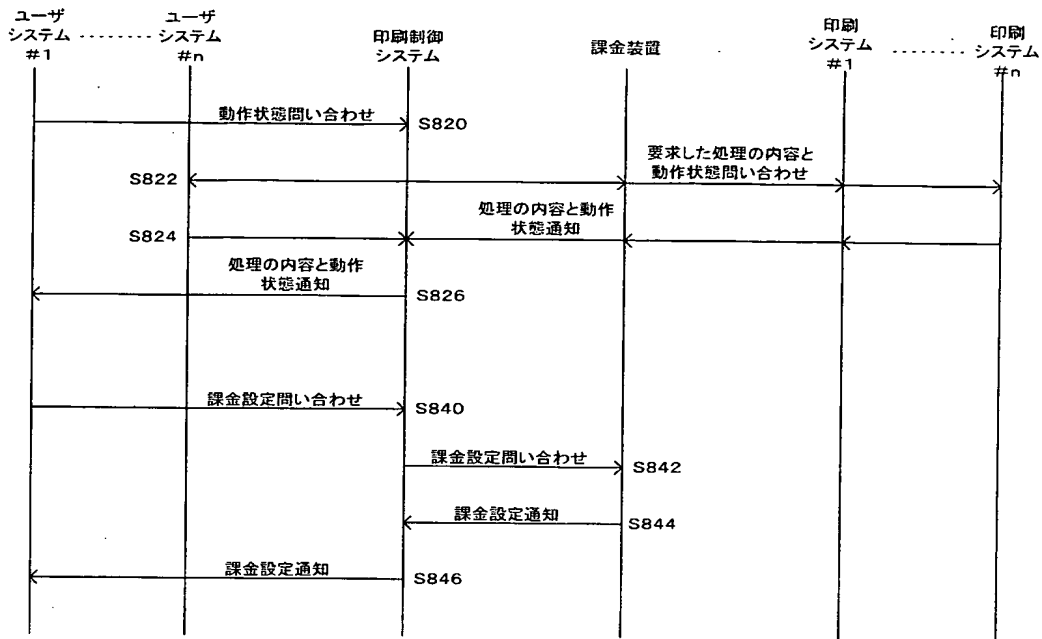 ユーザ
システム
#1
ユーザ
システム
#n
印刷制御
システム
課金装置
印刷
システム
#1
印刷
システム
#n
動作状態問い合わせ
S820
要求した処理の内容と
動作状態問い合わせ
S822
処理の内容と動作
状態通知
S824
処理の内容と動作
状態通知
S826
課金設定問い合わせ
S840
課金設定問い合わせ
S842
課金設定通知
S844
課金設定通知
S846